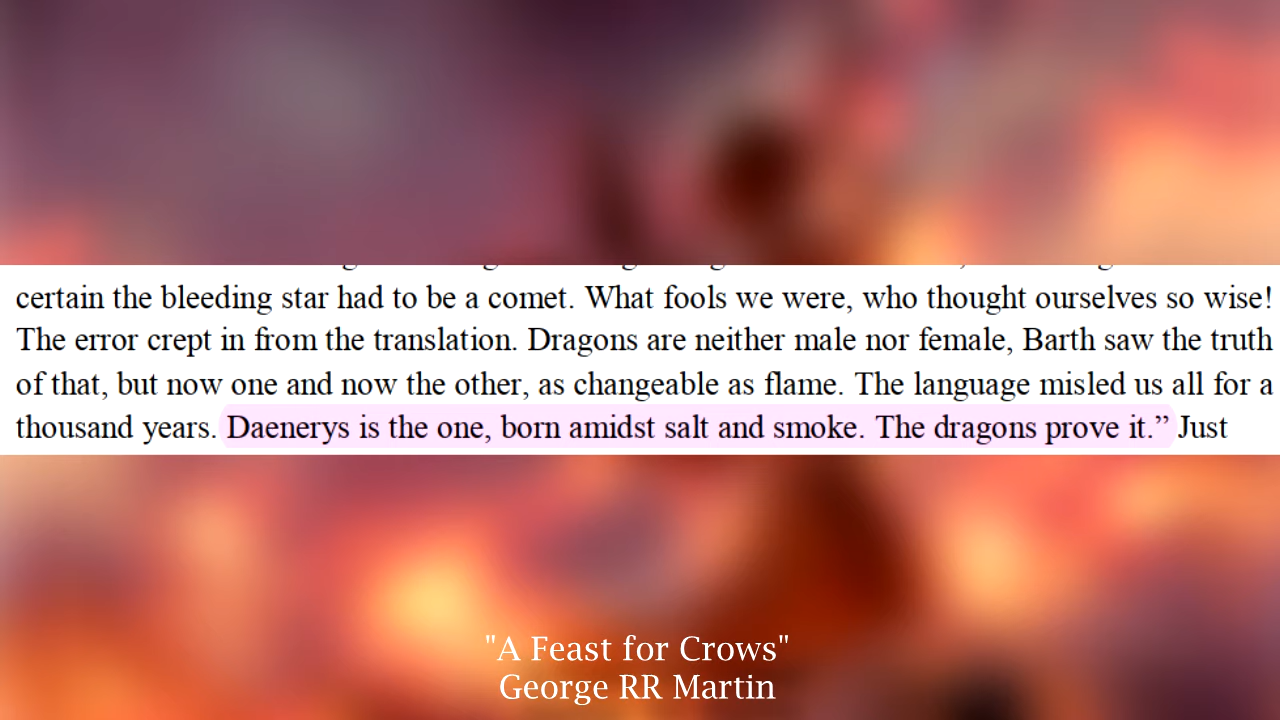 certain the bleeding star had to be a comet. What fools we were, who thought ourselves so wise!
The error crept in from the translation. Dragons are neither male nor female, Barth saw the truth
of that, but now one and now the other, as changeable as flame. The language misled us all for a
thousand years. Daenerys is the one, born amidst salt and smoke. The dragons prove it.” Just
"A Feast for Crows"
George RR Martin